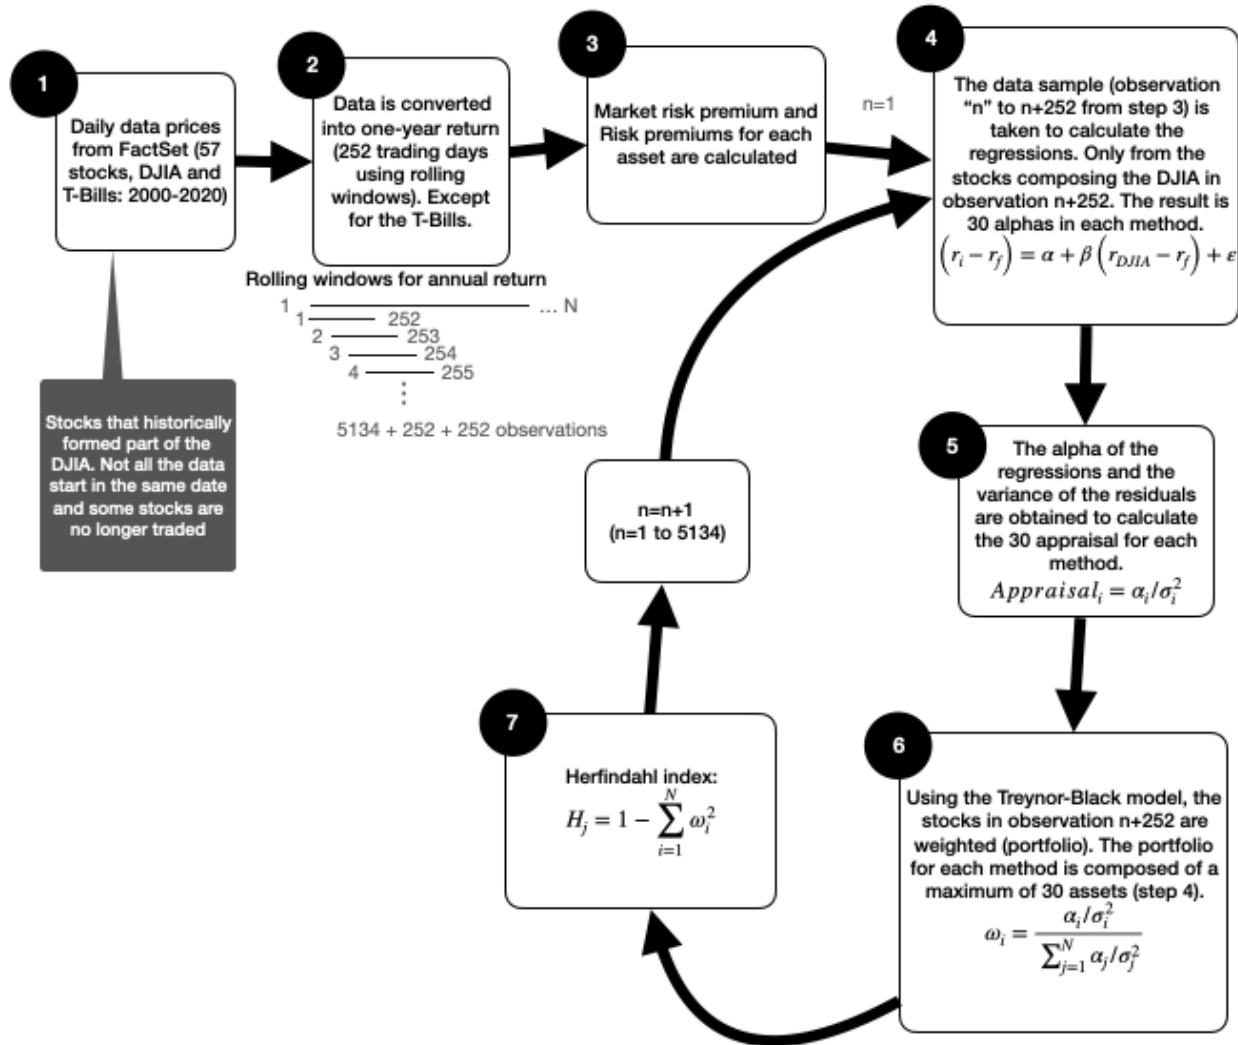 1
Daily data prices
from FactSet (57
stocks, DJIA and
T-Bills: 2000-2020)
Stocks that historically
formed part of the
DJIA. Not all the data
start in the same date
and some stocks are
no longer traded
2
Data is converted
into one-year return
(252 trading days
using rolling
windows). Except
for the T-Bills.
Rolling windows for annual return
1 ... N
1 252
2 253
3 254
4 255
⋮
5134 + 252 + 252 observations
3
Market risk premium and
Risk premiums for each
asset are calculated
n=1
4
The data sample (observation
“n” to n+252 from step 3) is
taken to calculate the
regressions. Only from the
stocks composing the DJIA in
observation n+252. The result is
30 alphas in each method.
(r_i − r_f) = α + β (r_DJIA − r_f) + ε
5
The alpha of the
regressions and the
variance of the residuals
are obtained to calculate
the 30 appraisal for each
method.
Appraisal_i = α_i/σ_i^2
6
Using the Treynor-Black model, the
stocks in observation n+252 are
weighted (portfolio). The portfolio
for each method is composed of a
maximum of 30 assets (step 4).
ω_i = (α_i/σ_i^2) / (∑_{j=1}^N α_j/σ_j^2)
7
Herfindahl index:
H_j = 1 − ∑_{i=1}^N ω_i^2
n=n+1
(n=1 to 5134)